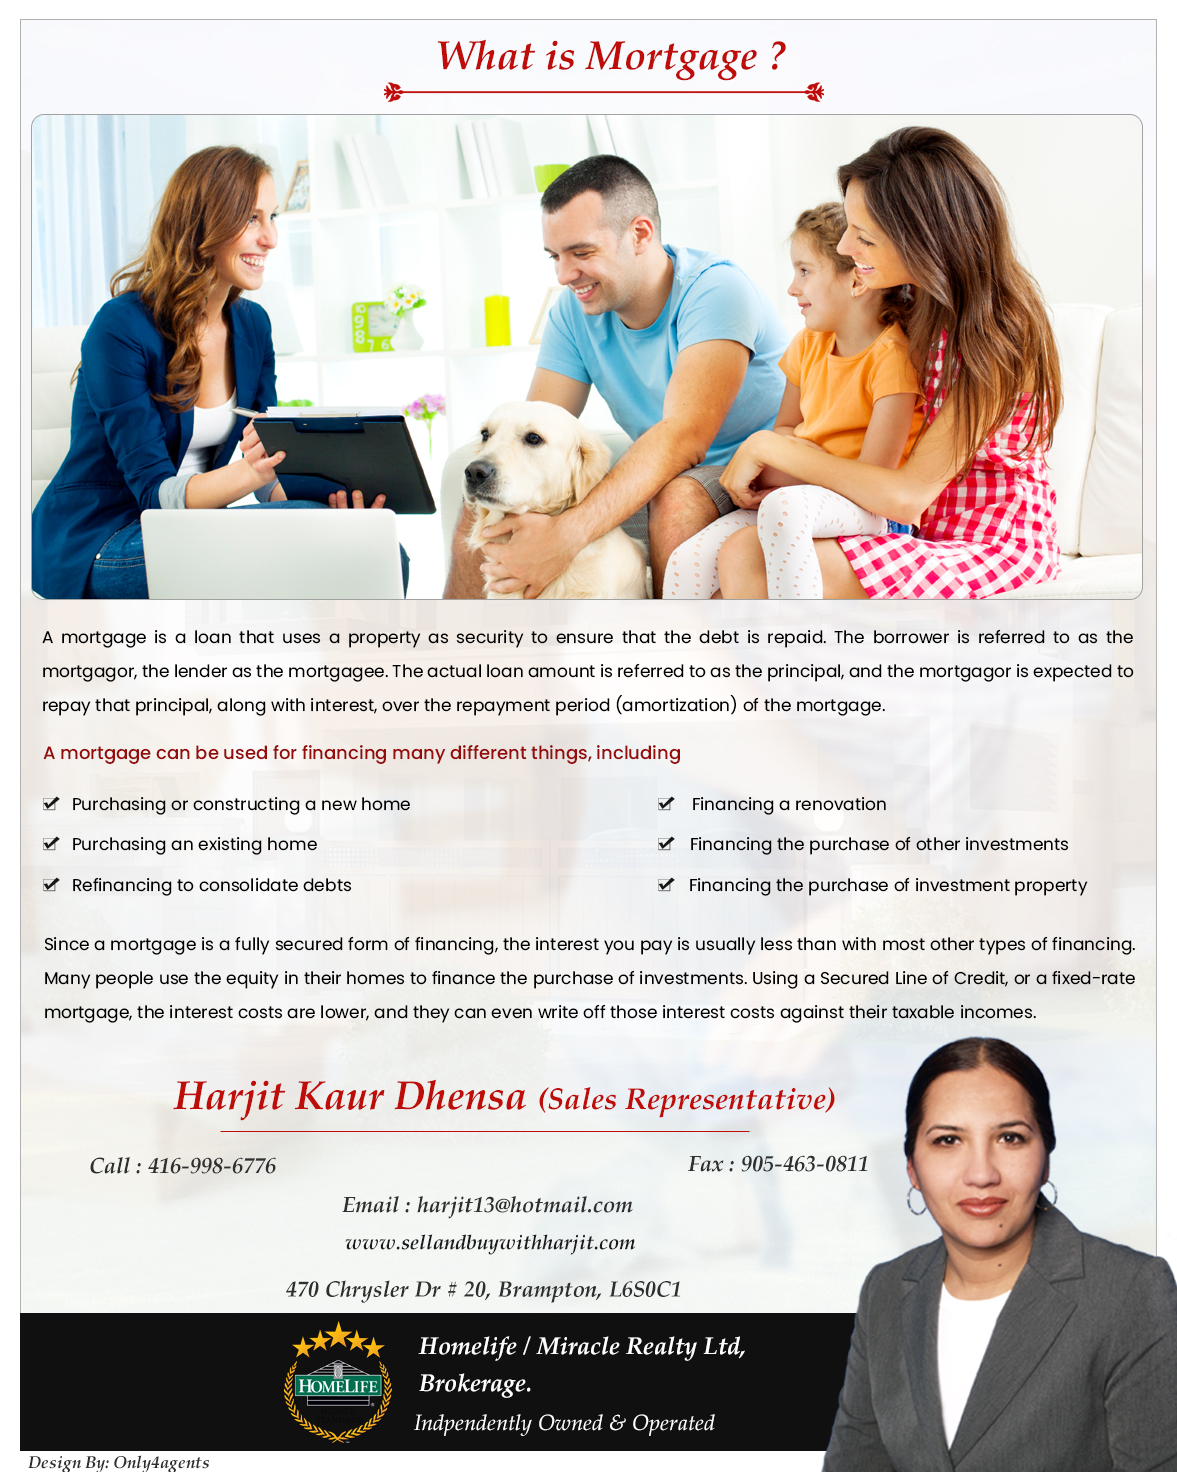 What is Mortgage ?
A mortgage is a loan that uses a property as security to ensure that the debt is repaid. The borrower is referred to as the
mortgagor, the lender as the mortgagee. The actual loan amount is referred to as the principal, and the mortgagor is expected to
repay that principal, along with interest, over the repayment period (amortization) of the mortgage.
A mortgage can be used for financing many different things, including
Purchasing or constructing a new home
Purchasing an existing home
Refinancing to consolidate debts
Financing a renovation
Financing the purchase of other investments
Financing the purchase of investment property
Since a mortgage is a fully secured form of financing, the interest you pay is usually less than with most other types of financing.
Many people use the equity in their homes to finance the purchase of investments. Using a Secured Line of Credit, or a fixed-rate
mortgage, the interest costs are lower, and they can even write off those interest costs against their taxable incomes.
Harjit Kaur Dhensa (Sales Representative)
Call : 416-998-6776
Fax : 905-463-0811
Email : harjit13@hotmail.com
www.sellandbuywithharjit.com
470 Chrysler Dr # 20, Brampton, L6S0C1
HOMELIFE
Homelife / Miracle Realty Ltd,
Brokerage.
Indpendently Owned & Operated
Design By: Only4agents